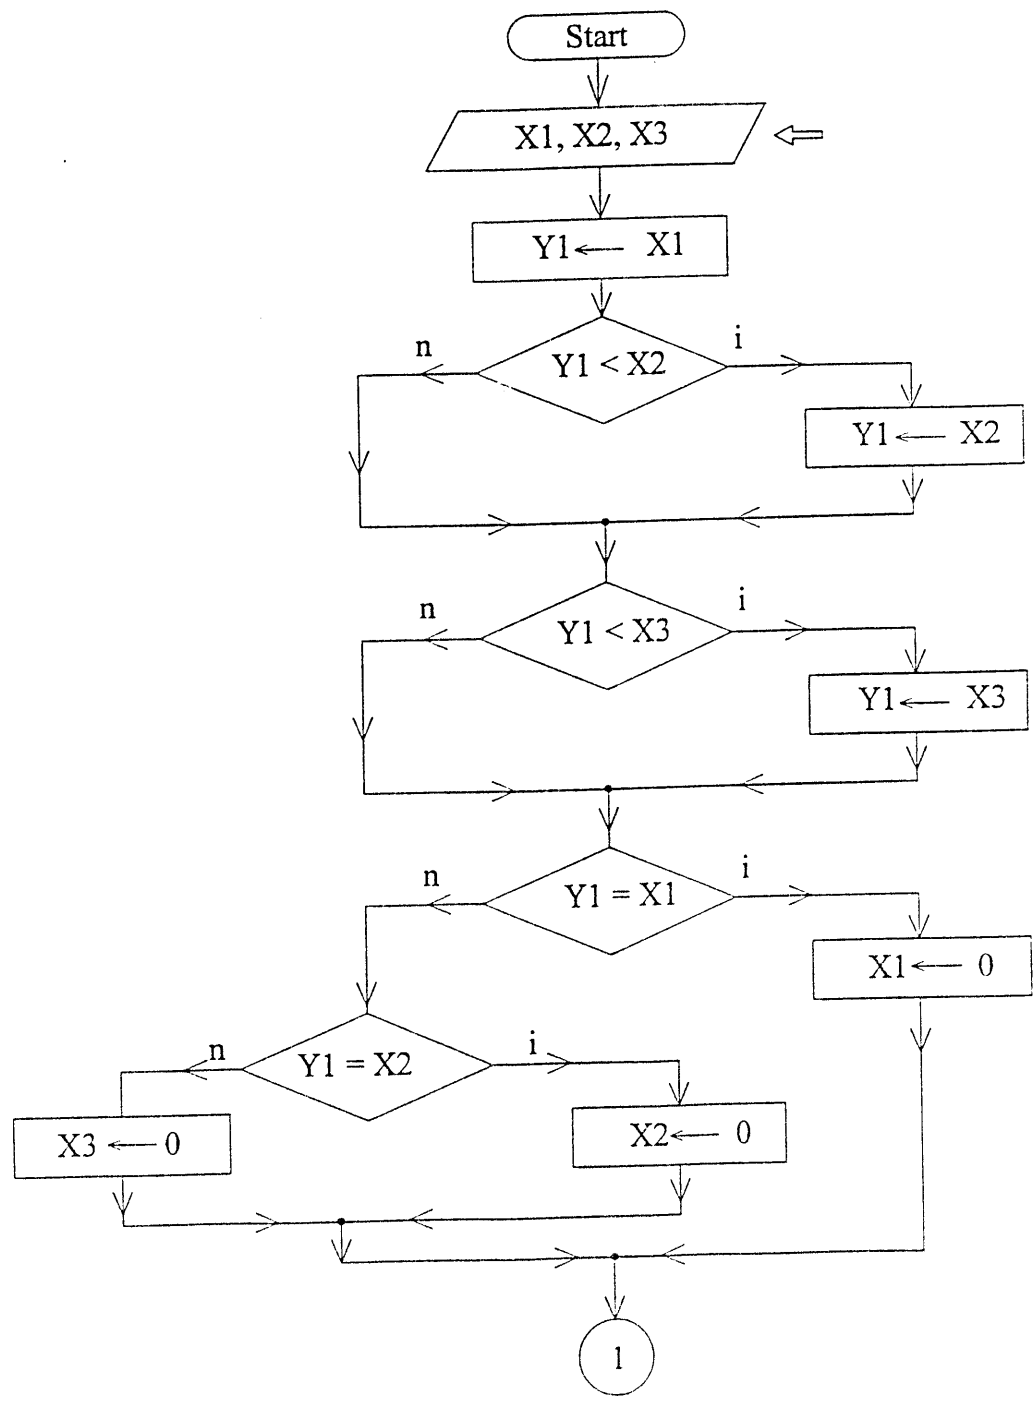 Start
X1, X2, X3
Y1 ← X1
n
Y1 < X2
i
Y1 ← X2
n
Y1 < X3
i
Y1 ← X3
n
Y1 = X1
i
X1 ← 0
n
Y1 = X2
i
X3 ← 0
X2 ← 0
1